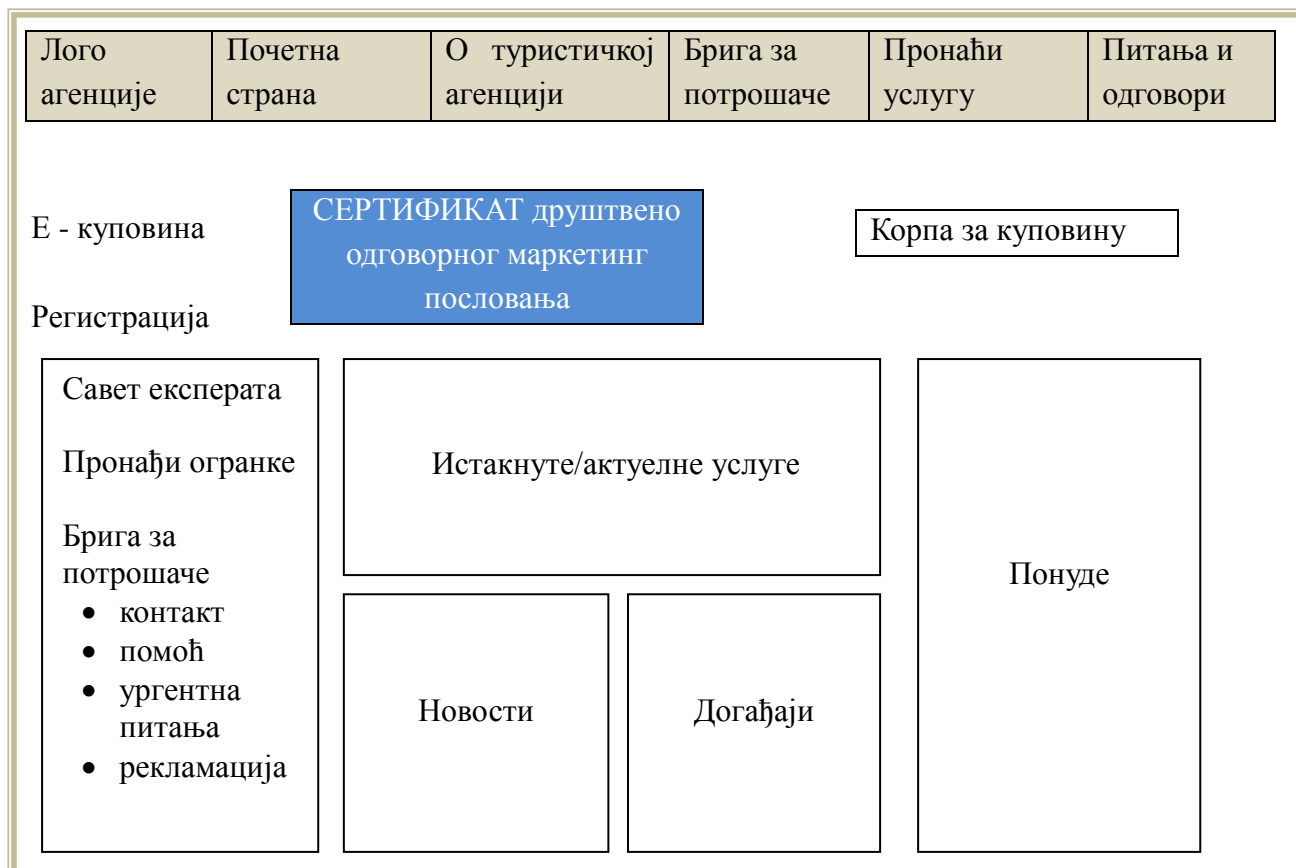 Лого
агенције
Почетна
страна
О туристичкој
агенцији
Брига за
потрошаче
Пронаћи
услугу
Питања и
одговори
Е - куповина
СЕРТИФИКАТ друштвено
одговорног маркетинг
пословања
Корпа за куповину
Регистрација
Савет експерата
Пронађи огранке
Брига за
потрошаче
• контакт
• помоћ
• ургентна
питања
• рекламација
Истакнуте/актуелне услуге
Новости
Догађаји
Понуде